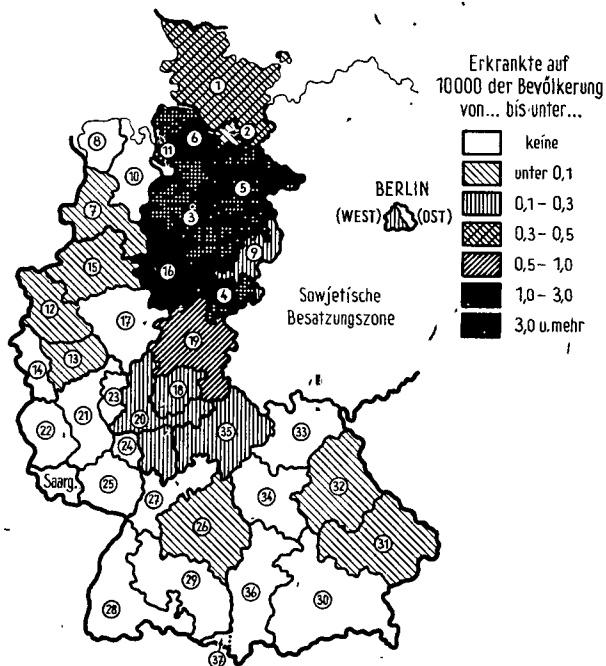 Erkrankte auf
10000 der Bevölkerung
von... bis unter...
keine
unter 0,1
0,1 – 0,3
0,3 – 0,5
0,5 – 1,0
1,0 – 3,0
3,0 u. mehr
BERLIN
(WEST) (OST)
Sowjetische
Besatzungszone
Saarg.
1
2
6
8
11
10
5
7
3
9
15
16
4
12
17
19
13
14
18
23
21
20
35
33
22
24
25
27
34
32
26
31
29
28
36
30
37